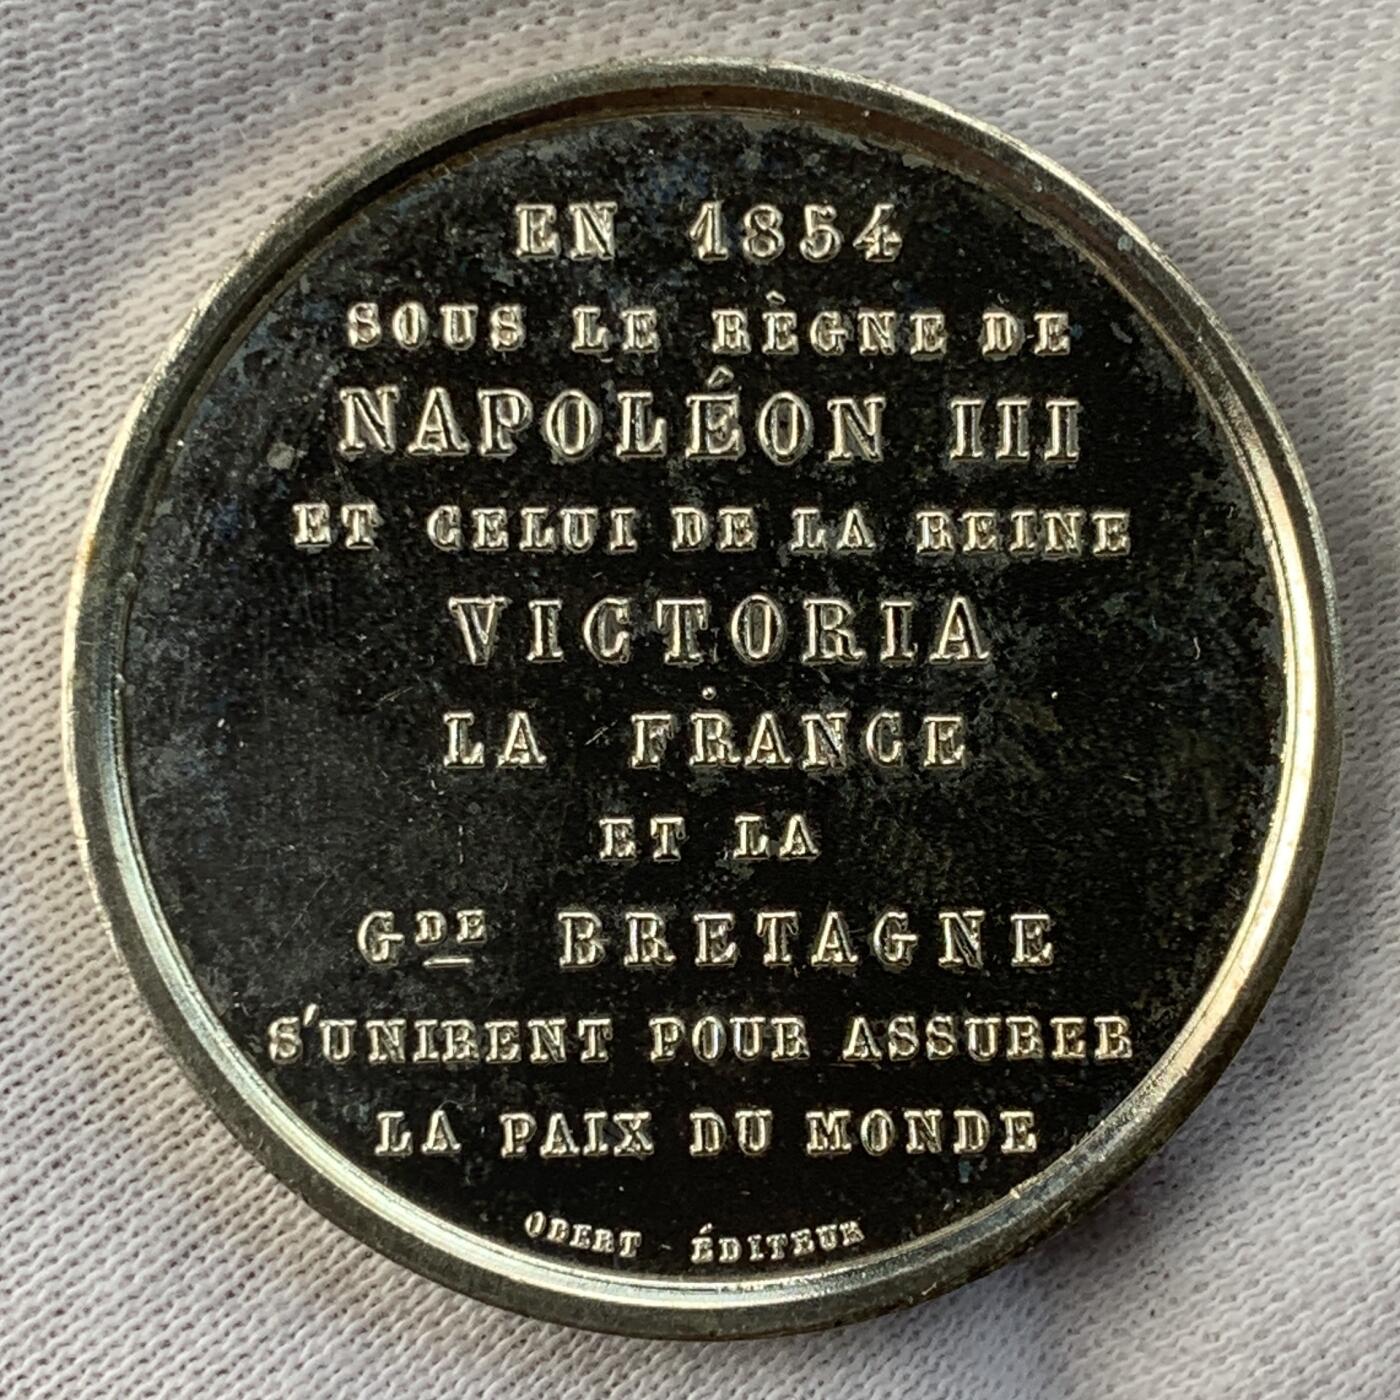 EN 1854
SOUS LE RÈGNE DE
NAPOLÉON III
ET CELUI DE LA REINE
VICTORIA
LA FRANCE
ET LA
GDE BRETAGNE
S'UNIRENT POUR ASSURER
LA PAIX DU MONDE
OBERT ÉDITEUR